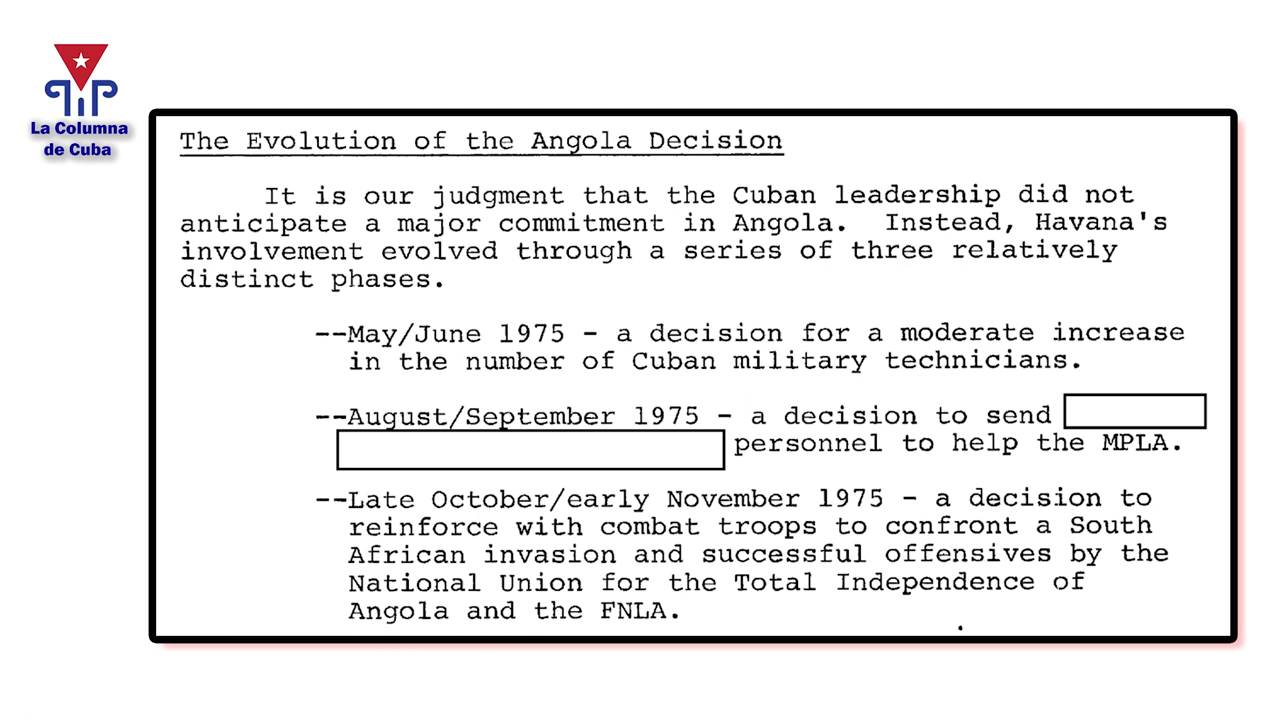 La Columna
de Cuba
The Evolution of the Angola Decision
It is our judgment that the Cuban leadership did not
anticipate a major commitment in Angola. Instead, Havana's
involvement evolved through a series of three relatively
distinct phases.
--May/June 1975 - a decision for a moderate increase
in the number of Cuban military technicians.
--August/September 1975 - a decision to send
personnel to help the MPLA.
--Late October/early November 1975 - a decision to
reinforce with combat troops to confront a South
African invasion and successful offensives by the
National Union for the Total Independence of
Angola and the FNLA.